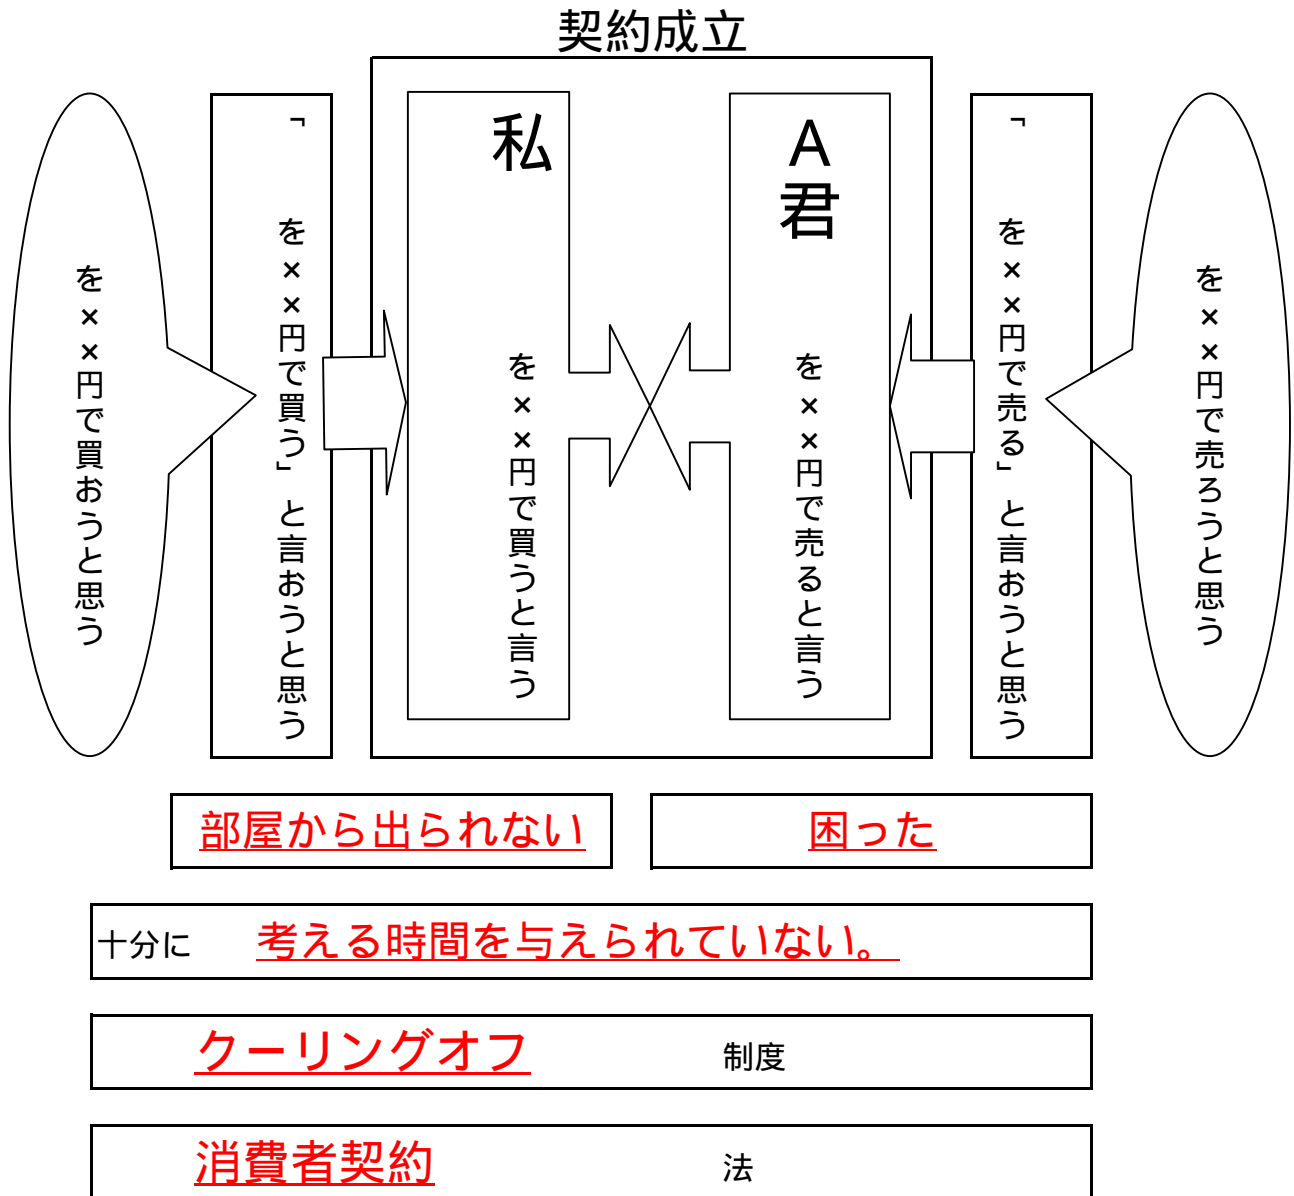 契約成立
を××円で売ろうと思う
「　　を××円で売る」と言おうと思う
A君
を××円で売ると言う
私
を××円で買うと言う
「　　を××円で買う」と言おうと思う
を××円で買おうと思う
部屋から出られない
困った
十分に　考える時間を与えられていない。
クーリングオフ　制度
消費者契約　法